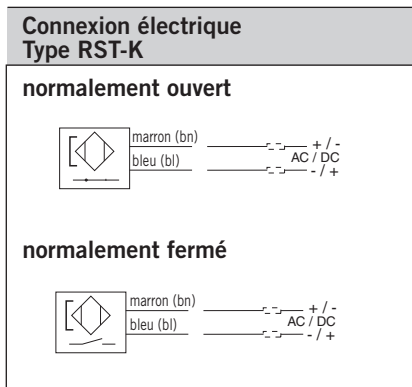 Connexion électrique
Type RST-K
normalement ouvert
marron (bn)
+ / -
AC / DC
bleu (bl)
- / +
normalement fermé
marron (bn)
+ / -
AC / DC
bleu (bl)
- / +